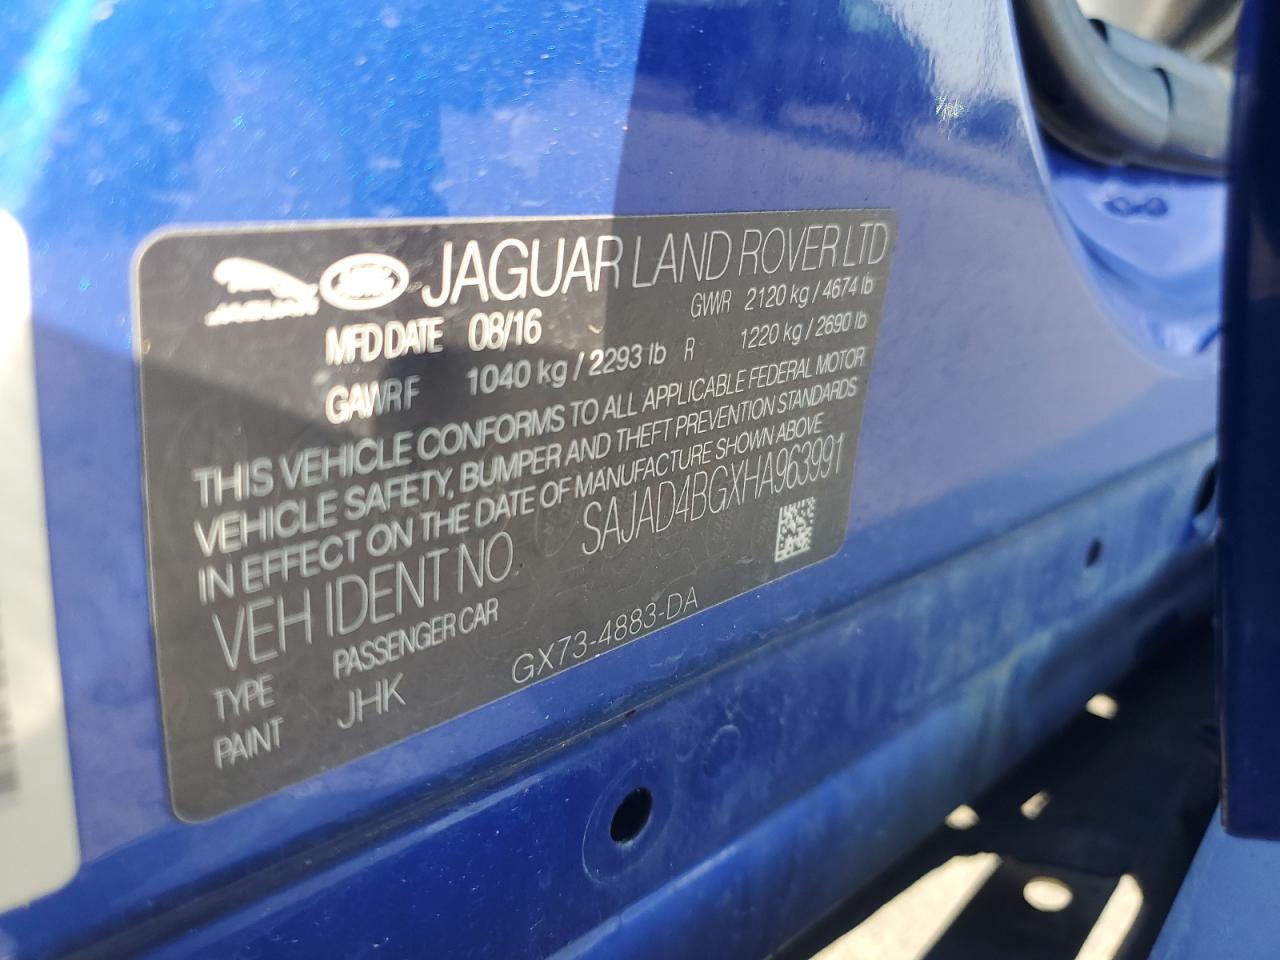 JAGUAR
JAGUAR LAND ROVER LTD
MFD DATE 08/16 GWWR 2120 kg / 4674 lb
GAWR F 1040 kg / 2293 lb R 1220 kg / 2690 lb
THIS VEHICLE CONFORMS TO ALL APPLICABLE FEDERAL MOTOR
VEHICLE SAFETY, BUMPER AND THEFT PREVENTION STANDARDS
IN EFFECT ON THE DATE OF MANUFACTURE SHOWN ABOVE
VEH IDENT NO. SAJAD4BGXHA963991
TYPE PASSENGER CAR
PAINT JHK GX73-4883-DA